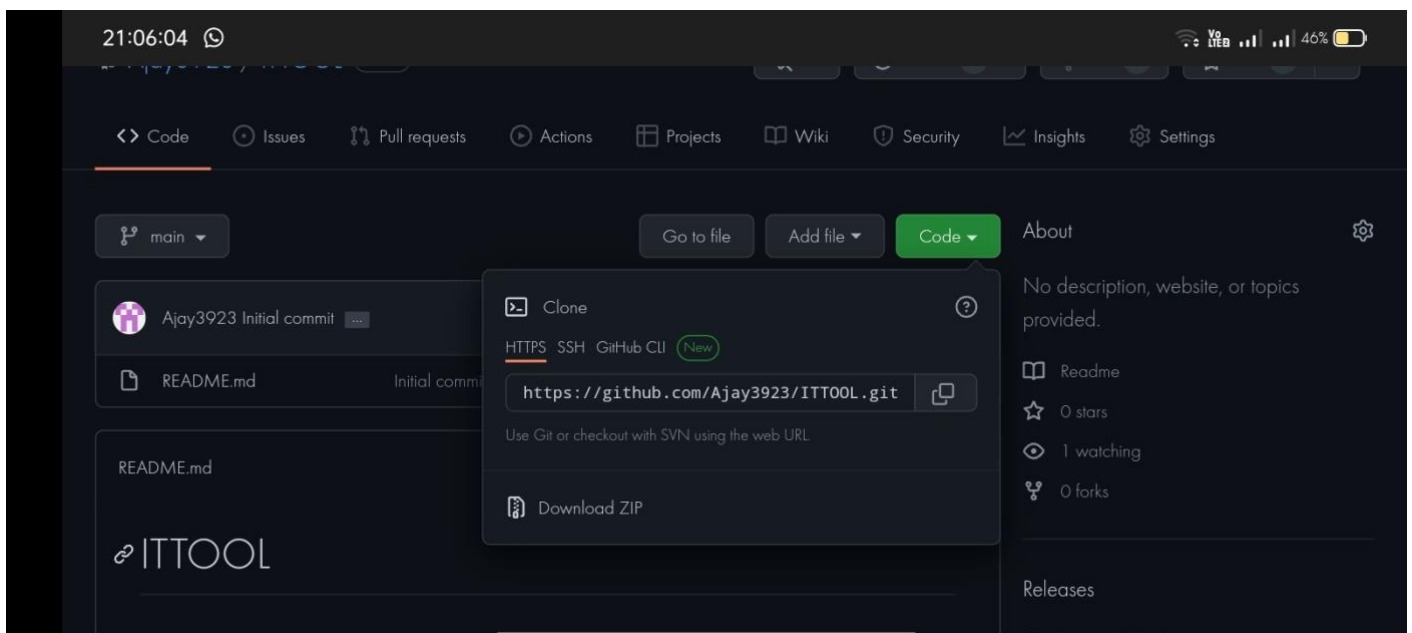 21:06:04
Vo LTE 46%
Code Issues Pull requests Actions Projects Wiki Security Insights Settings
main Go to file Add file Code
About
No description, website, or topics provided.
Ajay3923 Initial commit ...
README.md Initial commi
Clone
HTTPS SSH GitHub CLI New
https://github.com/Ajay3923/ITTOOL.git
Use Git or checkout with SVN using the web URL.
Download ZIP
Readme
0 stars
1 watching
0 forks
README.md
ITTOOL
Releases